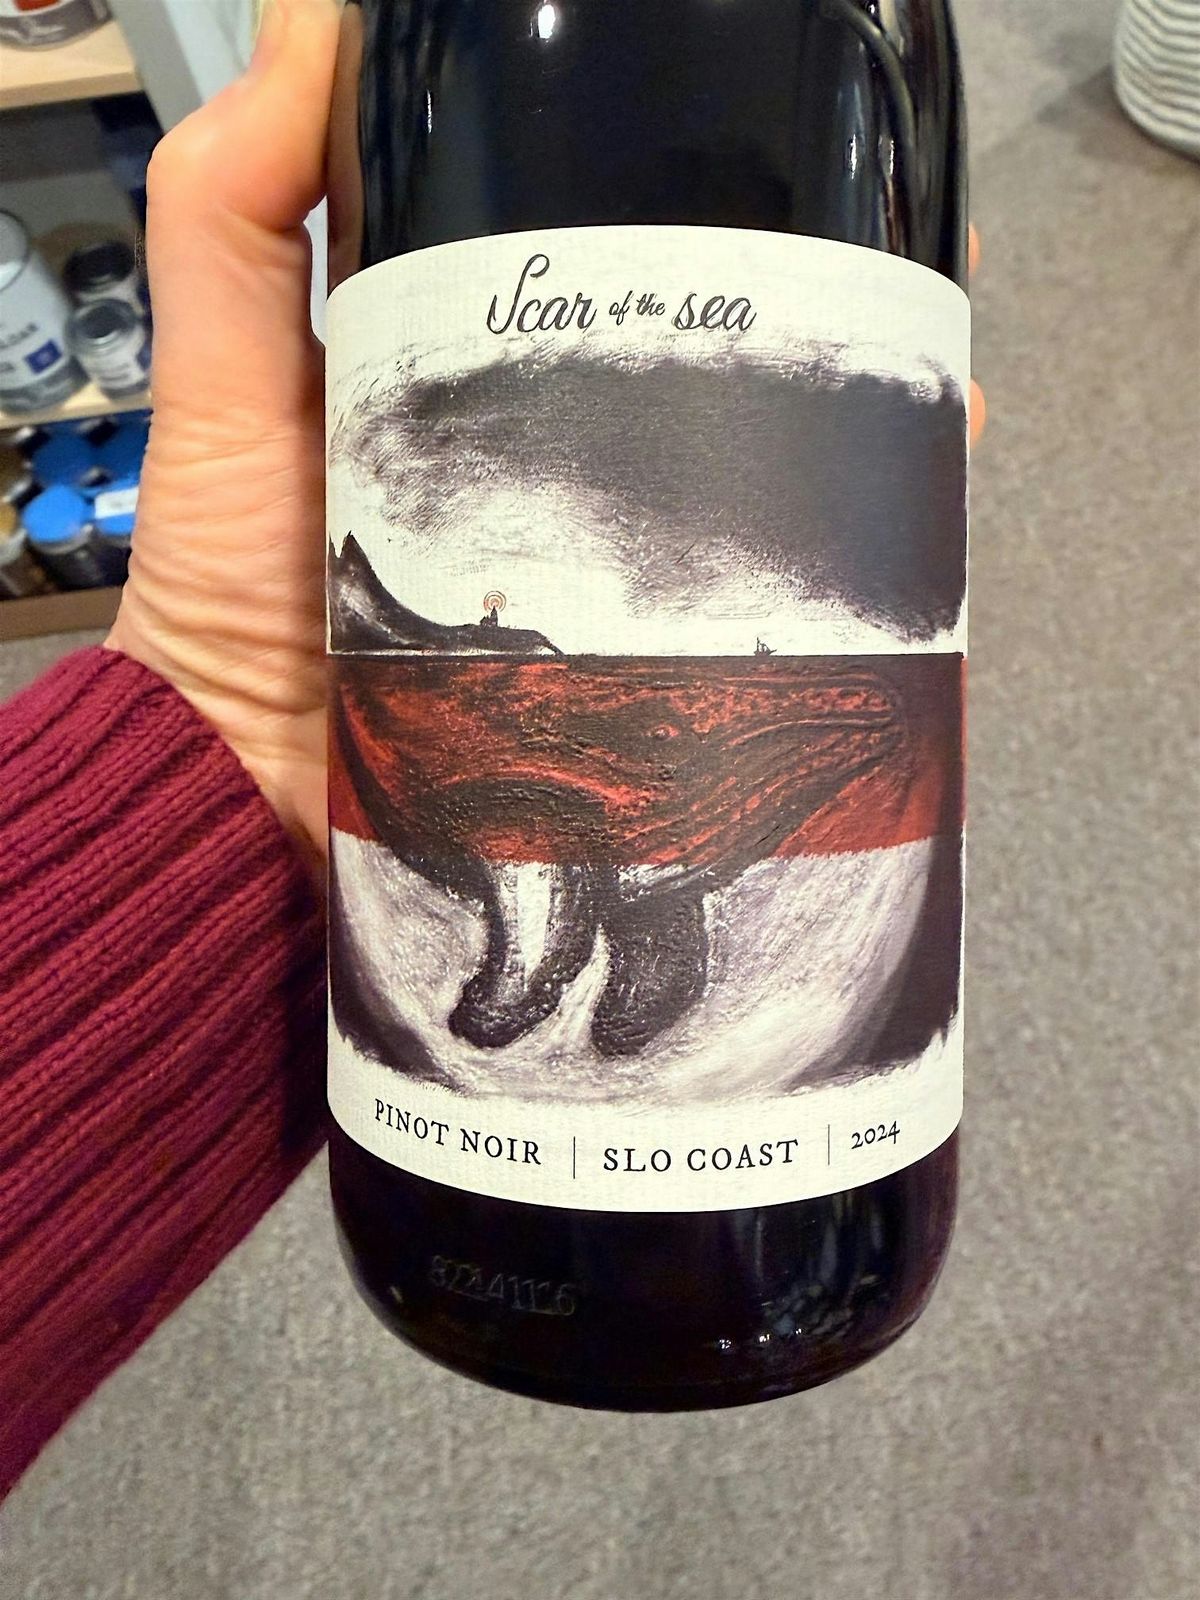 Scar of the sea
PINOT NOIR | SLO COAST | 2024